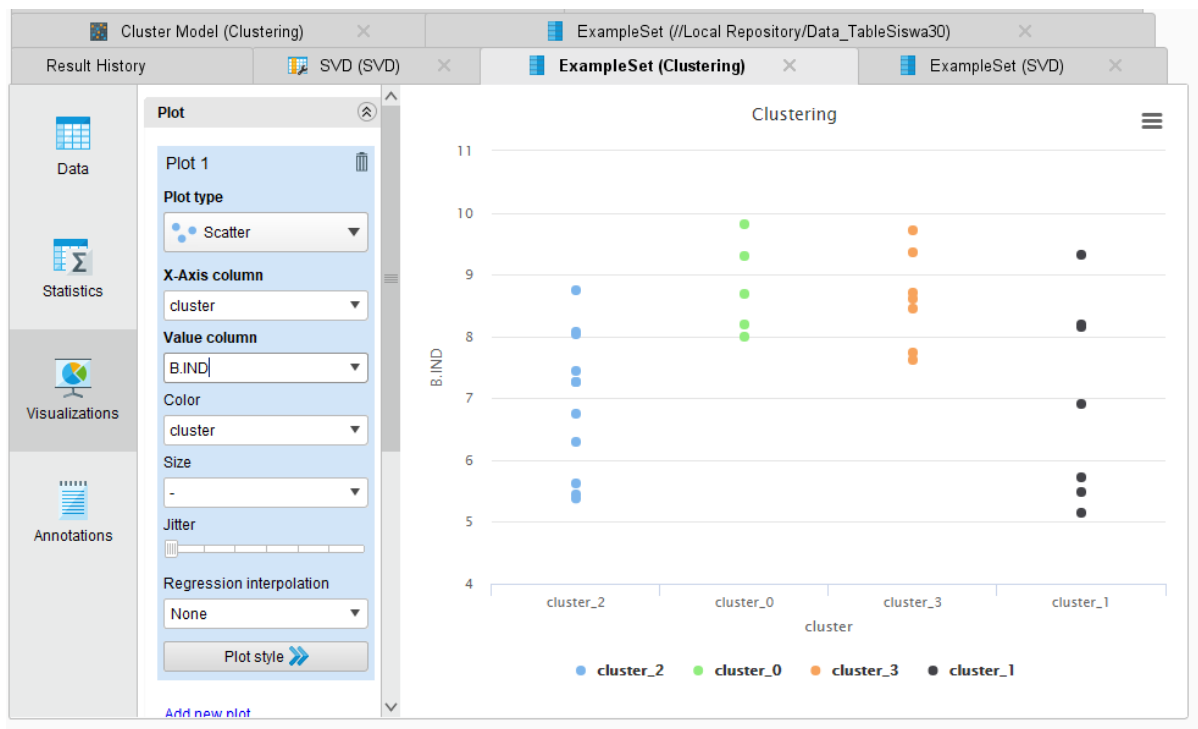 Cluster Model (Clustering)
ExampleSet (//Local Repository/Data_TableSiswa30)
Result History
SVD (SVD)
ExampleSet (Clustering)
ExampleSet (SVD)
Data
Statistics
Visualizations
Annotations
Plot
Plot 1
Plot type
Scatter
X-Axis column
cluster
Value column
B.IND
Color
cluster
Size
-
Jitter
Regression interpolation
None
Plot style
Add new plot
Clustering
11
10
9
8
7
6
5
4
B.IND
cluster_2 cluster_0 cluster_3 cluster_1
cluster
cluster_2 cluster_0 cluster_3 cluster_1